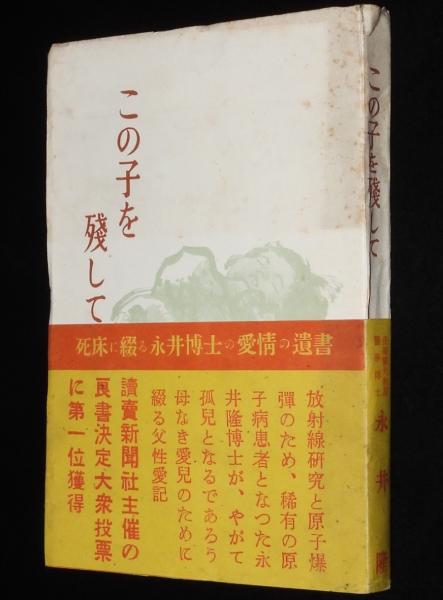 この子を
殘して
死床に綴る永井博士の愛情の遺書
放射線硏究と原子爆
彈のため、稀有の原
子病患者となつた永
井隆博士が、やがて
孤兒となるであろう
母なき愛兒のために
綴る父性愛記
讀賣新聞社主催の
良書決定大衆投票
に第一位獲得
この子を殘して
永井隆